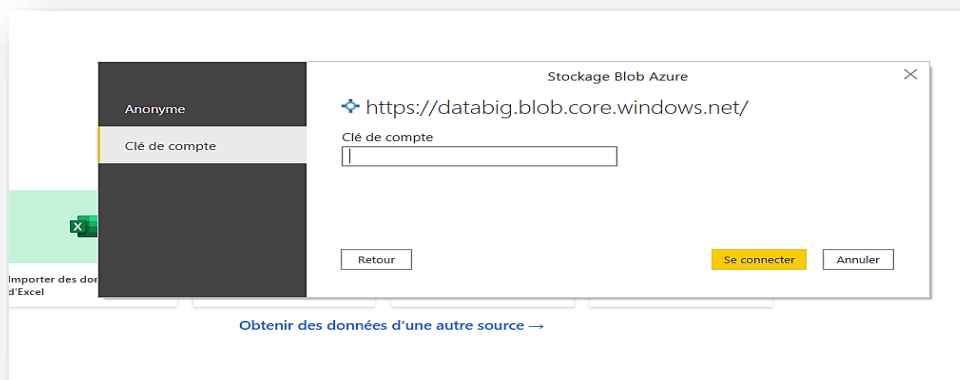 Stockage Blob Azure
Anonyme
Clé de compte
https://databig.blob.core.windows.net/
Clé de compte
Retour
Se connecter
Annuler
Importer des don
d'Excel
Obtenir des données d'une autre source →